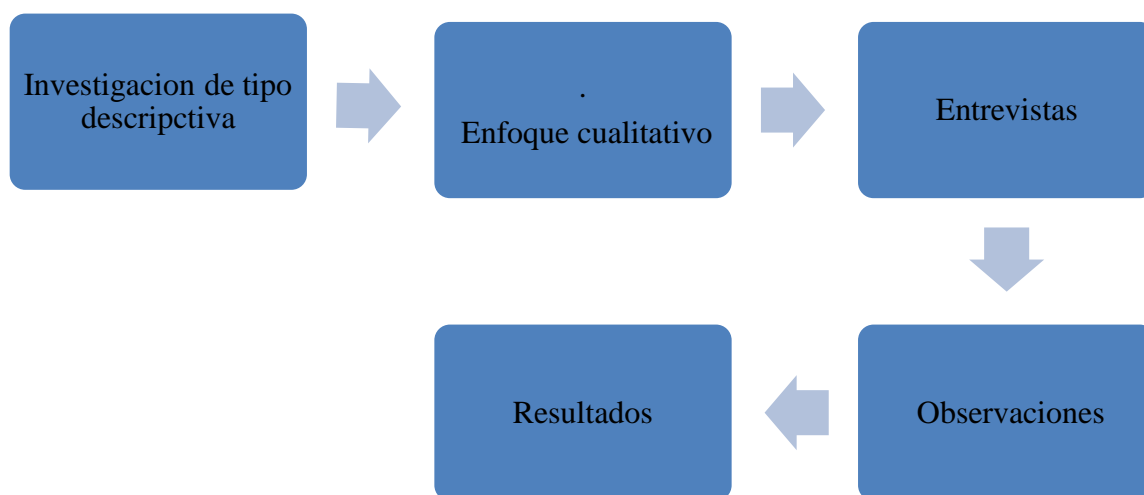 Investigacion de tipo
descripctiva
.
Enfoque cualitativo
Entrevistas
Observaciones
Resultados